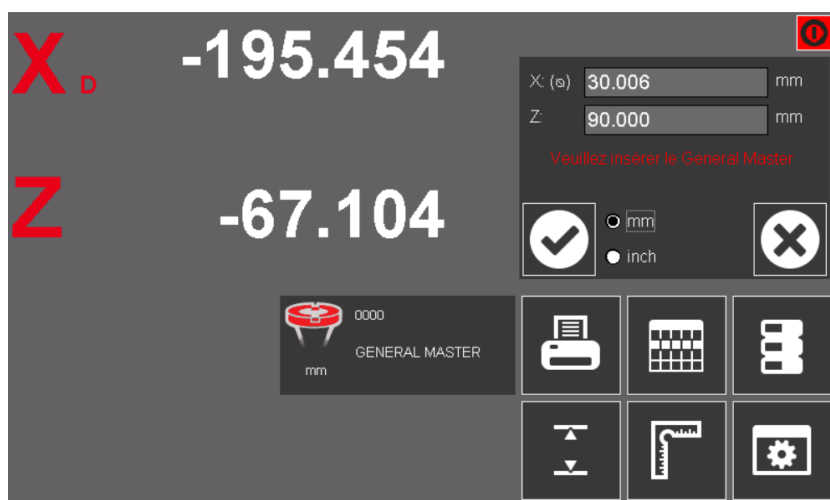 X D -195.454
Z -67.104
X: (⦰) 30.006 mm
Z: 90.000 mm
Veuillez insérer le General Master
mm
inch
0000
GENERAL MASTER
mm